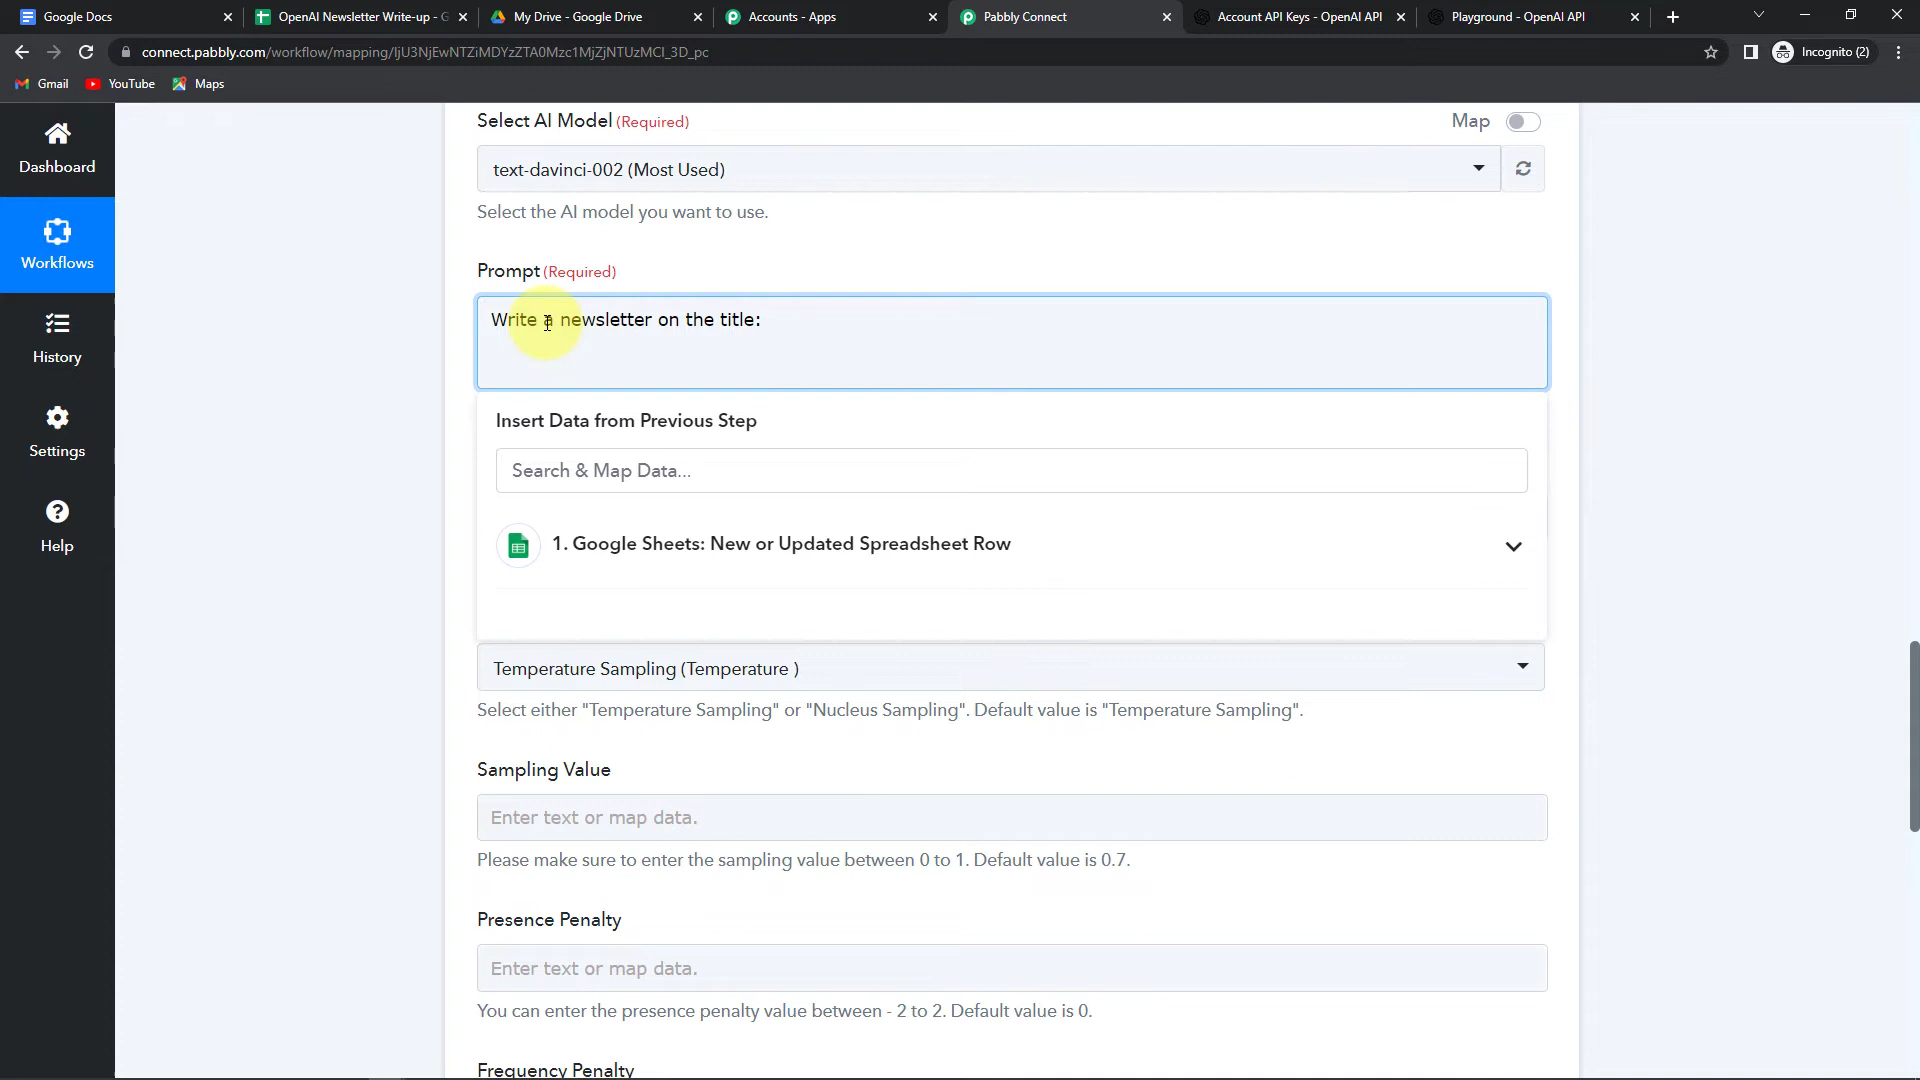 Google Docs
OpenAI Newsletter Write-up - G
My Drive - Google Drive
Accounts - Apps
Pabbly Connect
Account API Keys - OpenAI API
Playground - OpenAI API
connect.pabbly.com/workflow/mapping/IjU3NjEwNTZiMDYzZTA0Mzc1MjZjNTUzMCI_3D_pc
Incognito (2)
Gmail
YouTube
Maps
Dashboard
Workflows
History
Settings
Help
Select AI Model (Required)
Map
text-davinci-002 (Most Used)
Select the AI model you want to use.
Prompt (Required)
Write a newsletter on the title:
Insert Data from Previous Step
Search & Map Data...
1. Google Sheets: New or Updated Spreadsheet Row
Temperature Sampling (Temperature )
Select either "Temperature Sampling" or "Nucleus Sampling". Default value is "Temperature Sampling".
Sampling Value
Enter text or map data.
Please make sure to enter the sampling value between 0 to 1. Default value is 0.7.
Presence Penalty
Enter text or map data.
You can enter the presence penalty value between - 2 to 2. Default value is 0.
Frequency Penalty